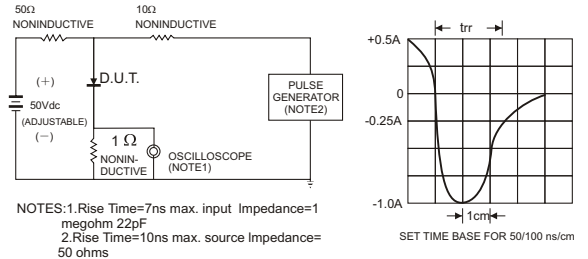 50Ω
NONINDUCTIVE
10Ω
NONINDUCTIVE
(+)
50Vdc
(ADJUSTABLE)
(−)
D.U.T.
1 Ω
NONIN-
DUCTIVE
OSCILLOSCOPE
(NOTE1)
PULSE
GENERATOR
(NOTE2)
NOTES:1.Rise Time=7ns max. input Impedance=1
megohm 22pF
2.Rise Time=10ns max. source Impedance=
50 ohms
trr
+0.5A
0
-0.25A
-1.0A
1cm
SET TIME BASE FOR 50/100 ns/cm